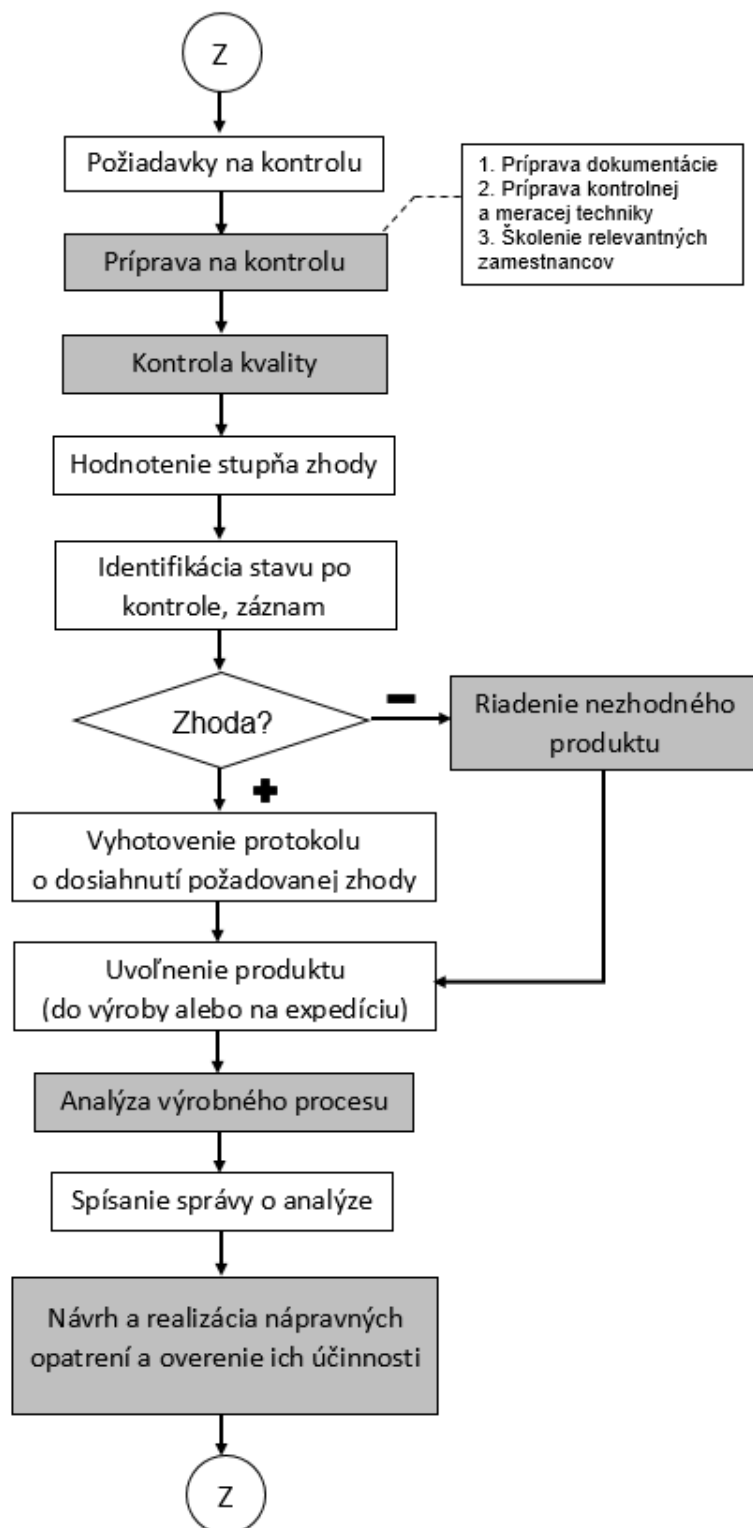 Z
Požiadavky na kontrolu
1. Príprava dokumentácie
2. Príprava kontrolnej
a meracej techniky
3. Školenie relevantných
zamestnancov
Príprava na kontrolu
Kontrola kvality
Hodnotenie stupňa zhody
Identifikácia stavu po
kontrole, záznam
Zhoda?
Riadenie nezhodného
produktu
Vyhotovenie protokolu
o dosiahnutí požadovanej zhody
Uvoľnenie produktu
(do výroby alebo na expedíciu)
Analýza výrobného procesu
Spísanie správy o analýze
Návrh a realizácia nápravných
opatrení a overenie ich účinnosti
Z